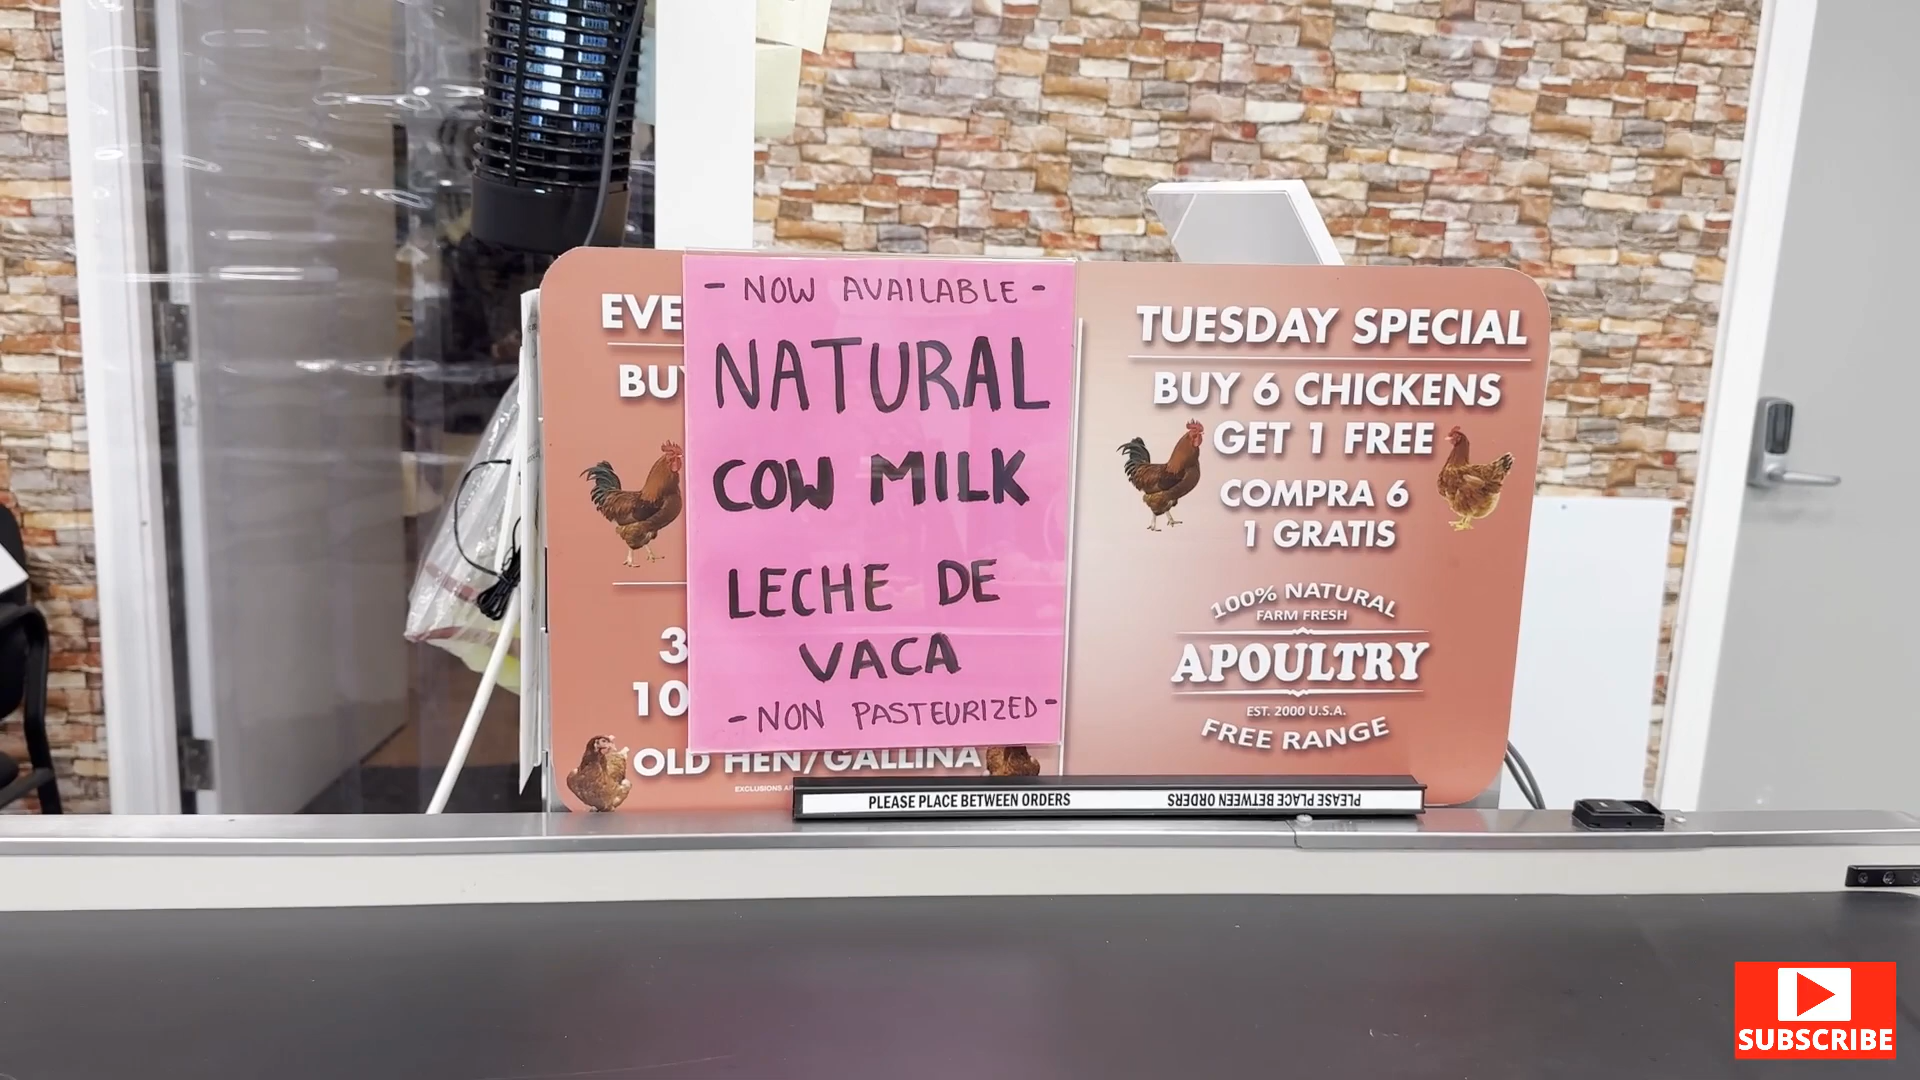 - NOW AVAILABLE -
NATURAL
COW MILK
LECHE DE
VACA
- NON PASTEURIZED -
3
10
OLD HEN/GALLINA
TUESDAY SPECIAL
BUY 6 CHICKENS
GET 1 FREE
COMPRA 6
1 GRATIS
100% NATURAL
FARM FRESH
APOULTRY
EST. 2000 U.S.A.
FREE RANGE
PLEASE PLACE BETWEEN ORDERS
PLEASE PLACE BETWEEN ORDERS
SUBSCRIBE